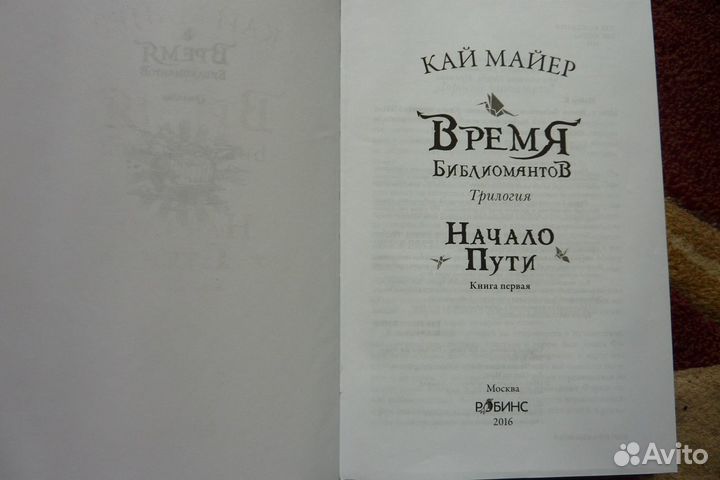 КАЙ МАЙЕР
ВРЕМЯ
БИБЛИОМАНТОВ
Трилогия
НАЧАЛО
ПУТИ
Книга первая
Москва
РОБИНС
2016
Avito